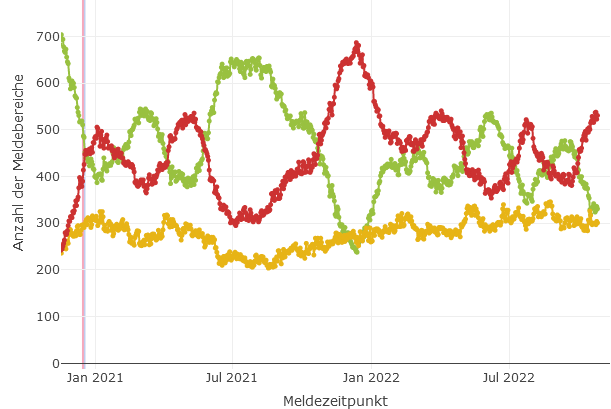 Anzahl der Meldebereiche
700
600
500
400
300
200
100
0
Jan 2021
Jul 2021
Jan 2022
Jul 2022
Meldezeitpunkt